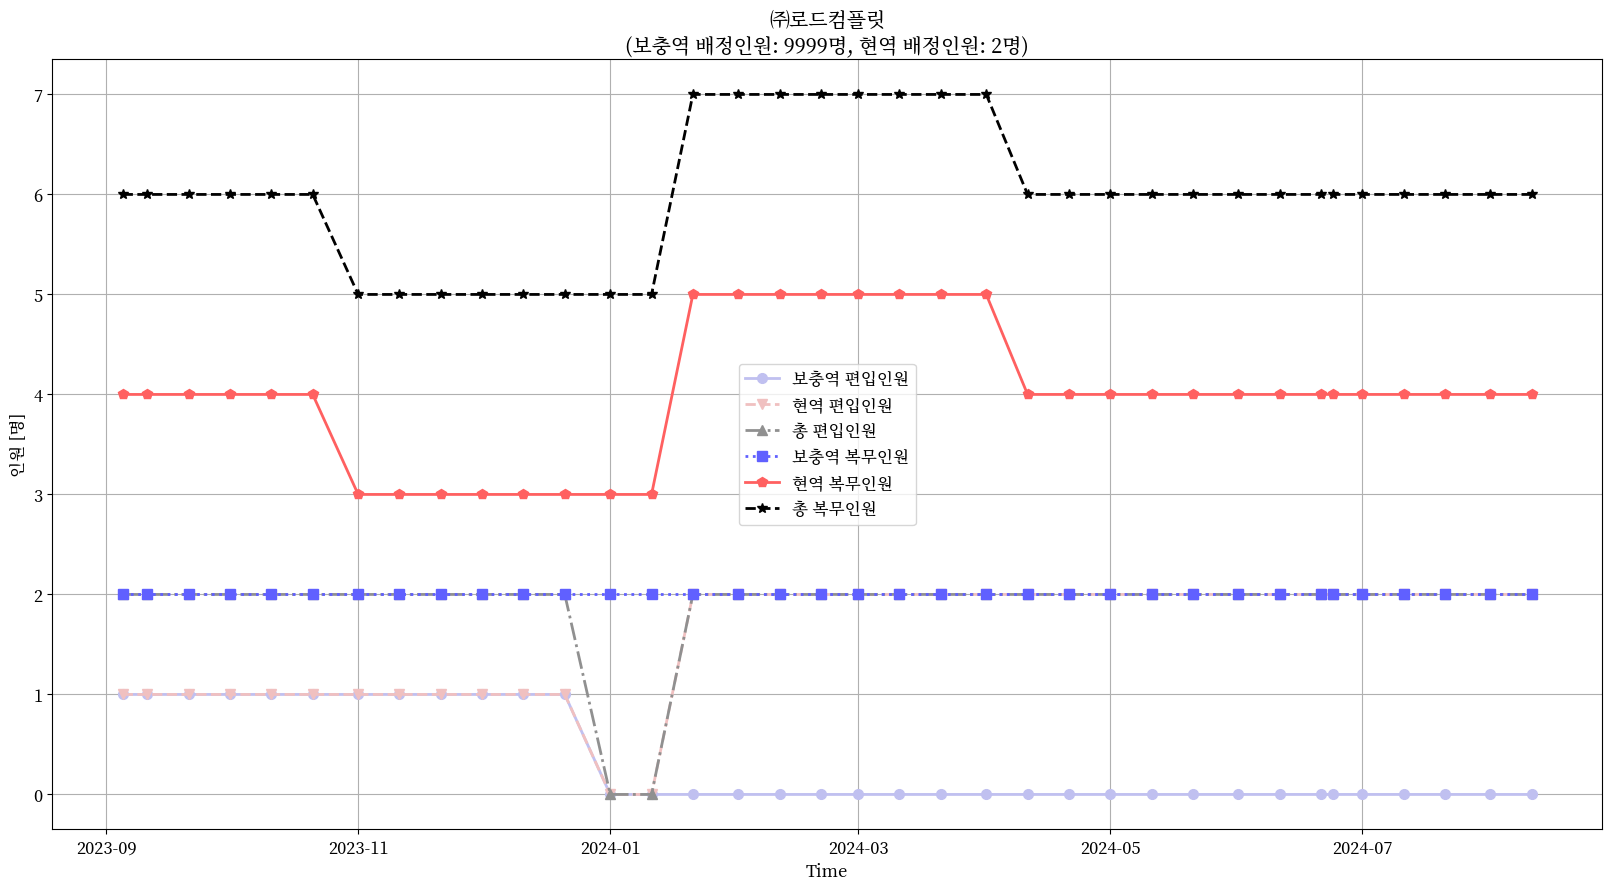 ㈜로드컴플릿
(보충역 배정인원: 9999명, 현역 배정인원: 2명)
인원 [명]
7
6
5
4
3
2
1
0
보충역 편입인원
현역 편입인원
총 편입인원
보충역 복무인원
현역 복무인원
총 복무인원
2023-09
2023-11
2024-01
2024-03
2024-05
2024-07
Time